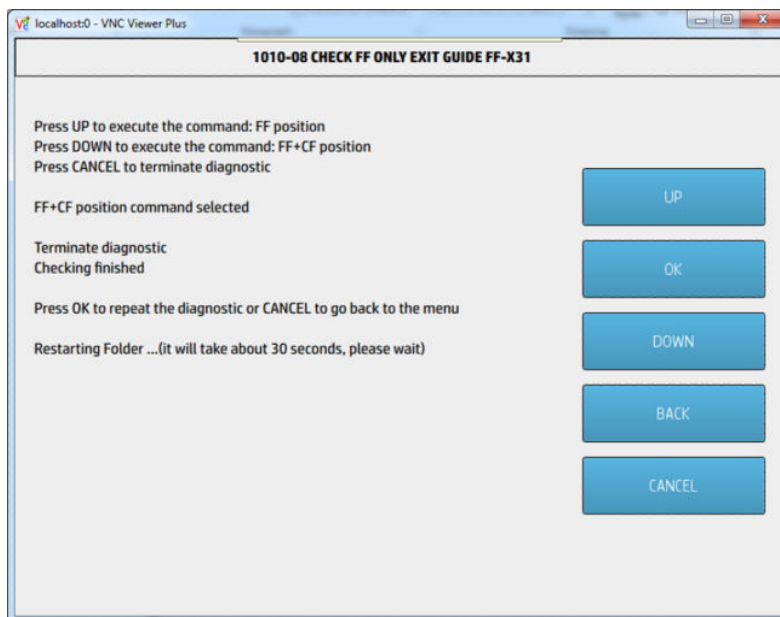 localhost:0 - VNC Viewer Plus
1010-08 CHECK FF ONLY EXIT GUIDE FF-X31
Press UP to execute the command: FF position
Press DOWN to execute the command: FF+CF position
Press CANCEL to terminate diagnostic
FF+CF position command selected
Terminate diagnostic
Checking finished
Press OK to repeat the diagnostic or CANCEL to go back to the menu
Restarting Folder ...(it will take about 30 seconds, please wait)
UP
OK
DOWN
BACK
CANCEL